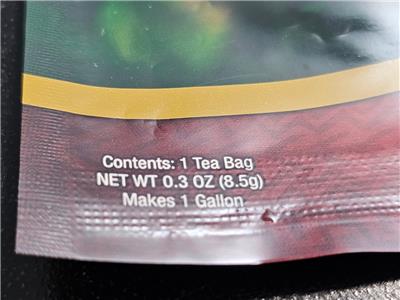 Contents: 1 Tea Bag
NET WT 0.3 OZ (8.5g)
Makes 1 Gallon